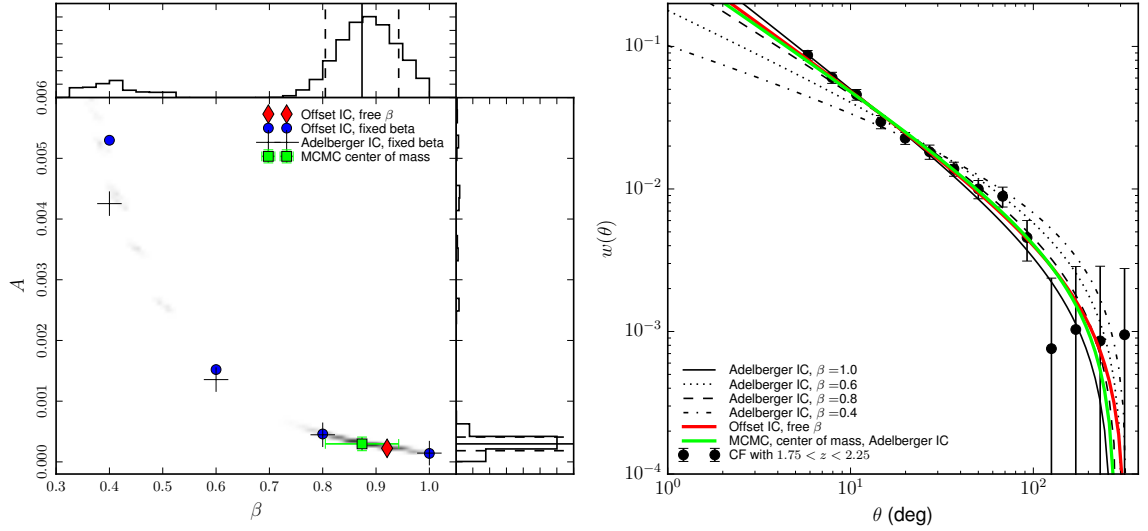 Offset IC, free β
Offset IC, fixed beta
Adelberger IC, fixed beta
MCMC center of mass
0.006
0.005
0.004
0.003
0.002
0.001
0.000
A
0.3 0.4 0.5 0.6 0.7 0.8 0.9 1.0
β
10⁻¹
10⁻²
10⁻³
10⁻⁴
w(θ)
Adelberger IC, β =1.0
Adelberger IC, β =0.6
Adelberger IC, β =0.8
Adelberger IC, β =0.4
Offset IC, free β
MCMC, center of mass, Adelberger IC
CF with 1.75 < z < 2.25
10⁰ 10¹ 10²
θ (deg)